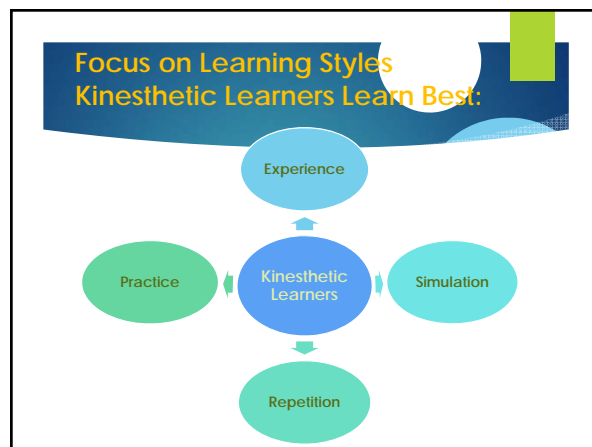 Focus on Learning Styles
Kinesthetic Learners Learn Best:
Experience
Practice
Kinesthetic
Learners
Simulation
Repetition